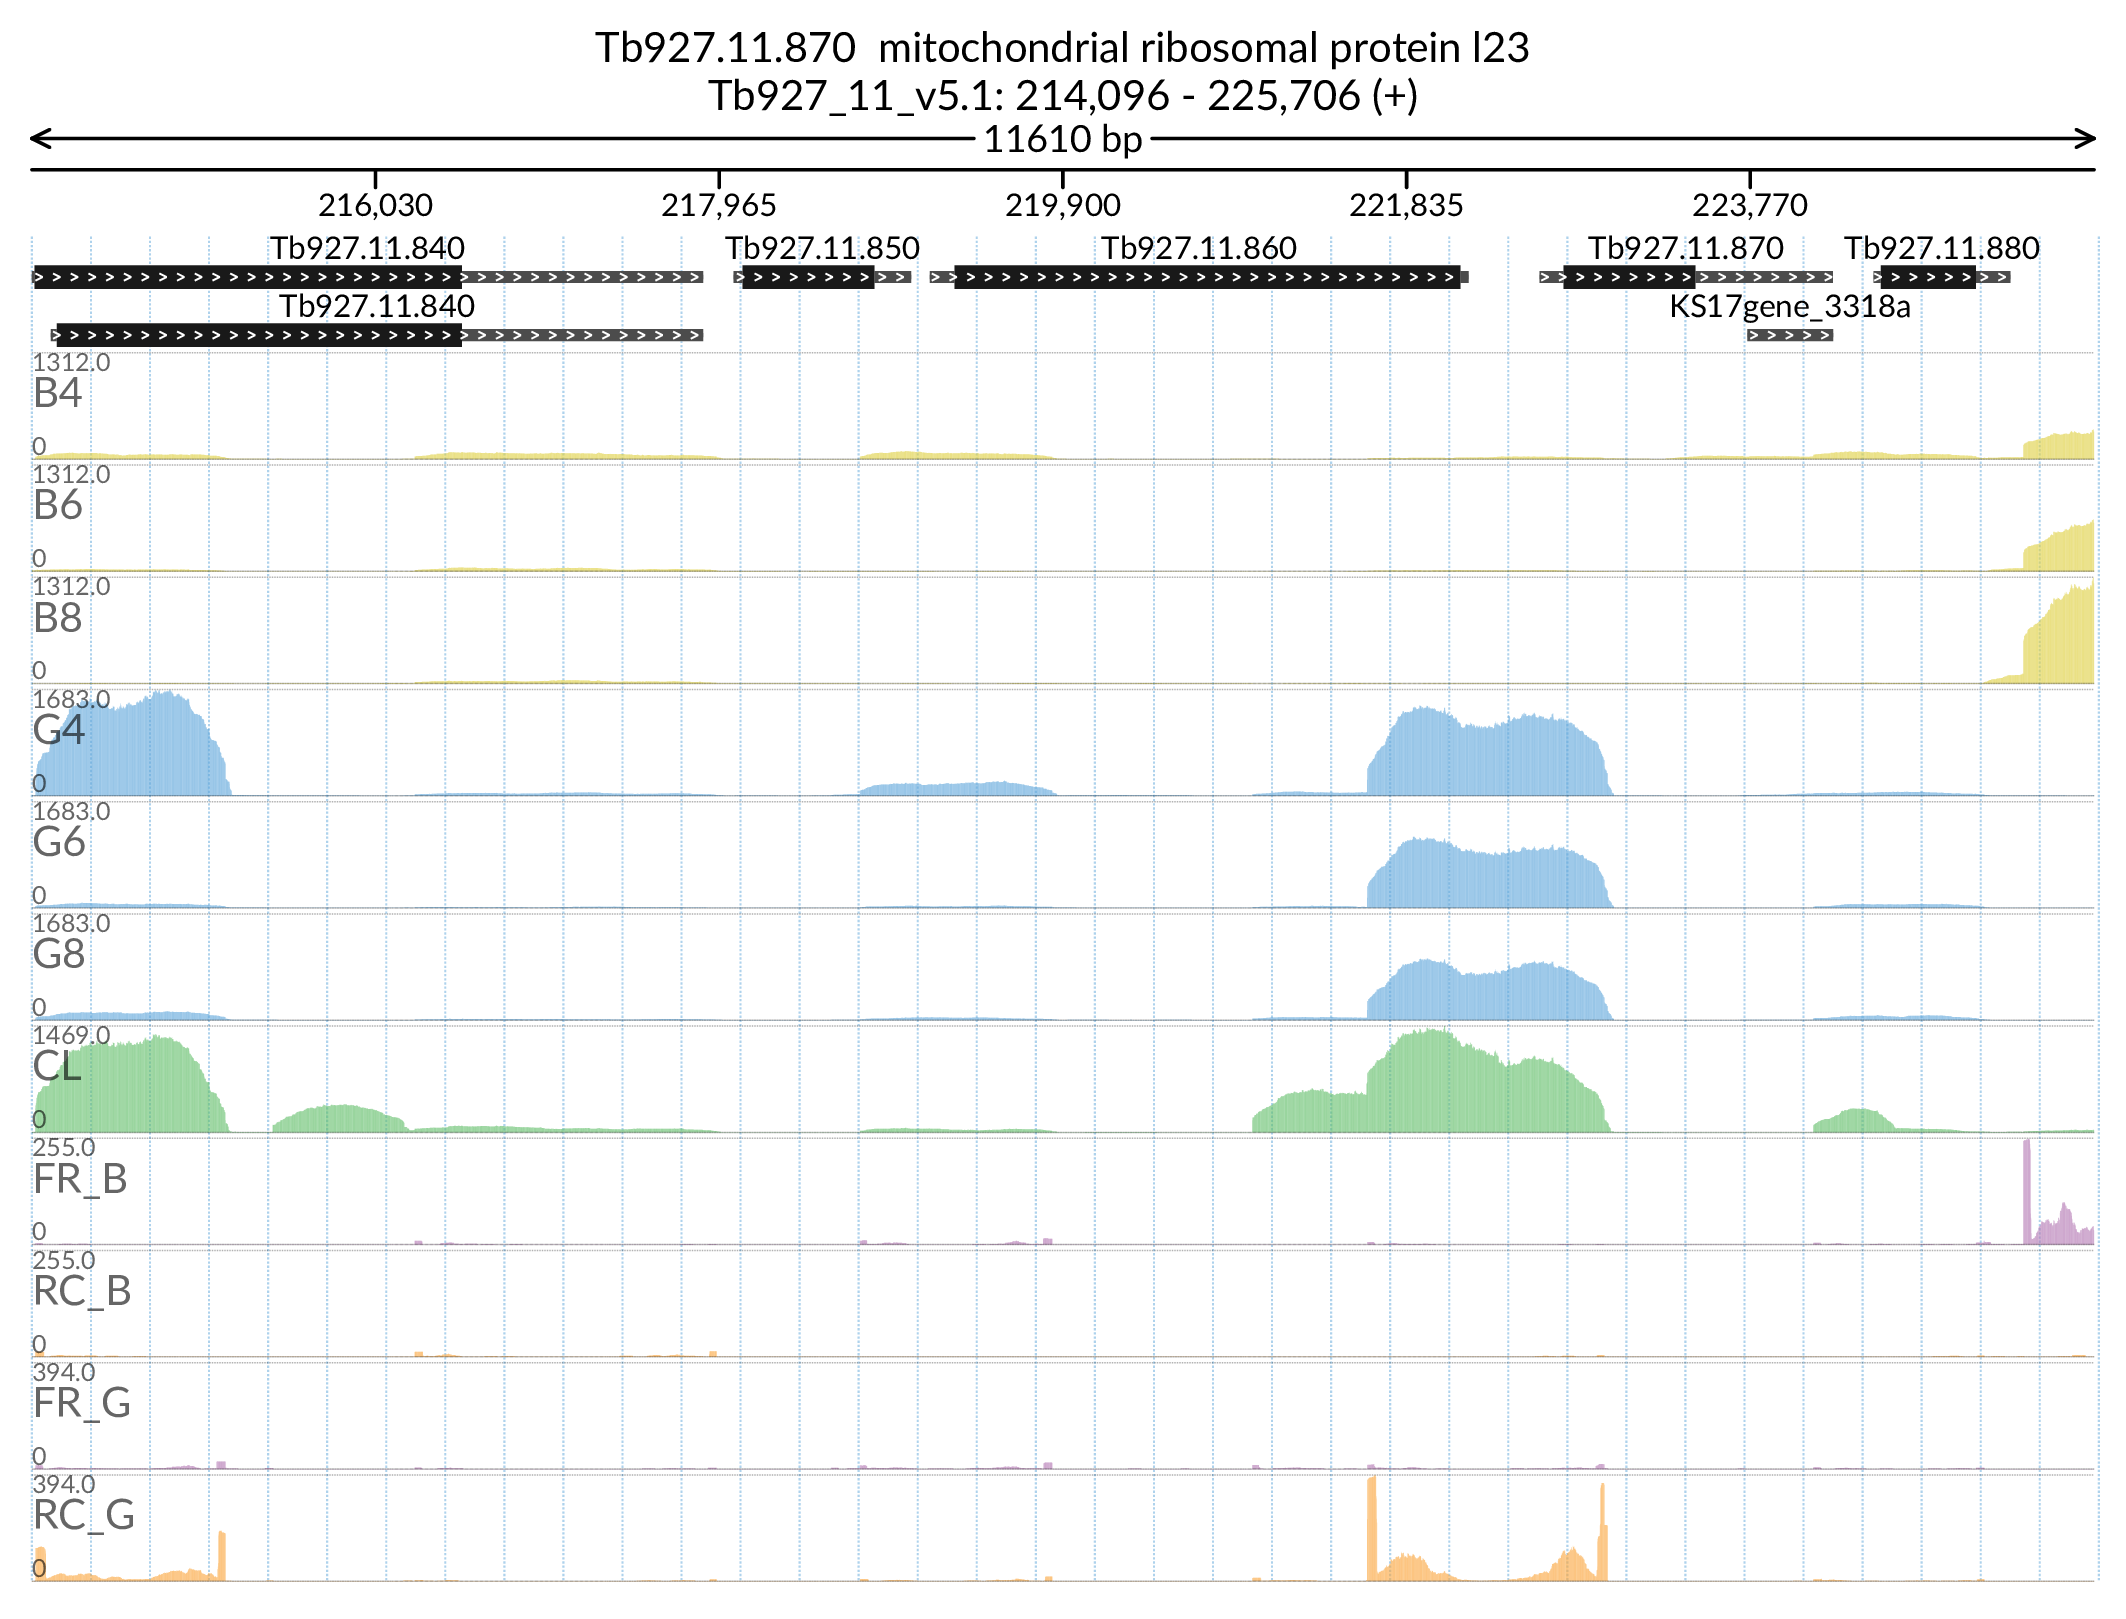 Tb927.11.870 mitochondrial ribosomal protein l23
Tb927_11_v5.1: 214,096 - 225,706 (+)
11610 bp
216,030 217,965 219,900 221,835 223,770
Tb927.11.840 Tb927.11.850 Tb927.11.860 Tb927.11.870 Tb927.11.880
Tb927.11.840 KS17gene_3318a
1312.0
B4
0
1312.0
B6
0
1312.0
B8
0
1683.0
G4
0
1683.0
G6
0
1683.0
G8
0
1469.0
CL
0
255.0
FR_B
0
255.0
RC_B
0
394.0
FR_G
0
394.0
RC_G
0